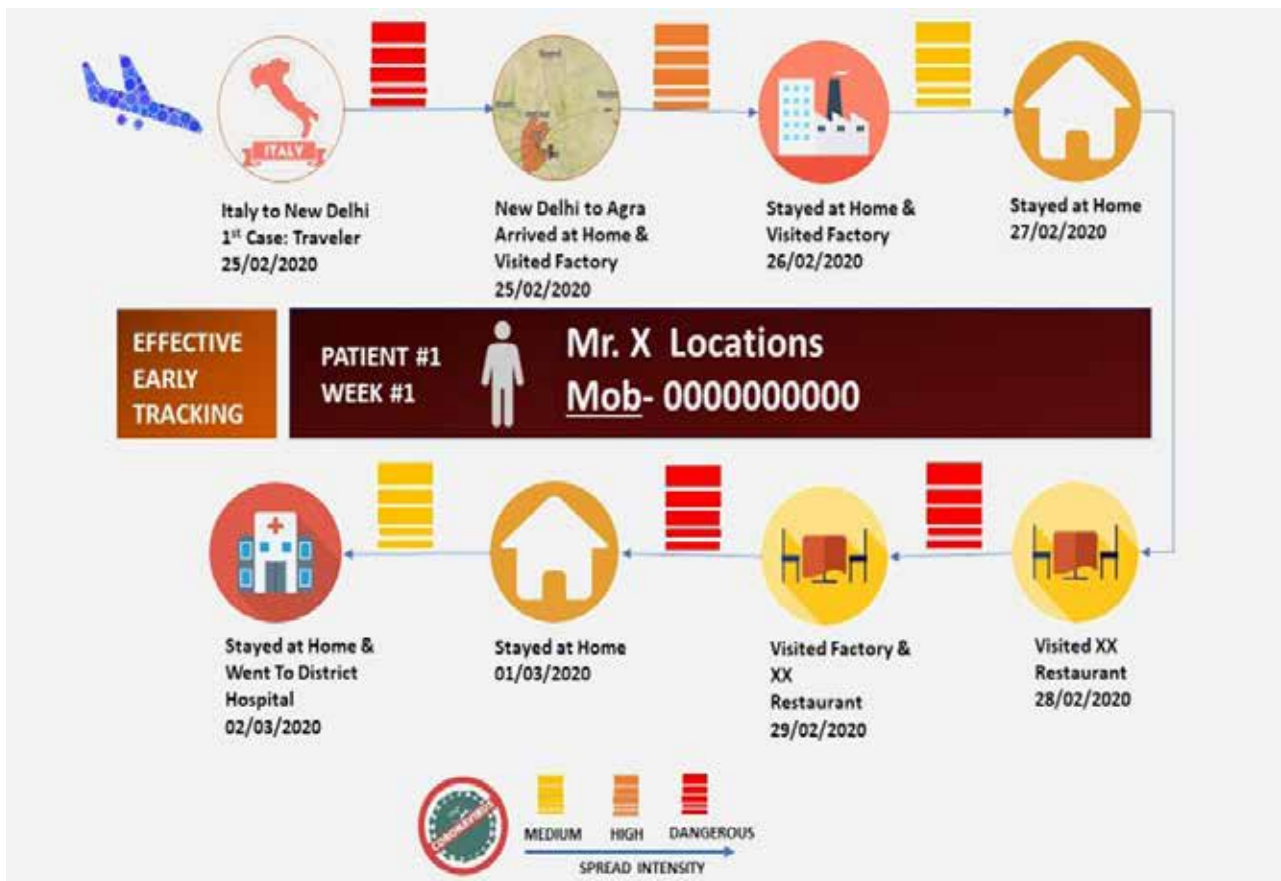 ITALY
Italy to New Delhi
1st Case: Traveler
25/02/2020
New Delhi to Agra
Arrived at Home &
Visited Factory
25/02/2020
Stayed at Home &
Visited Factory
26/02/2020
Stayed at Home
27/02/2020
EFFECTIVE
EARLY
TRACKING
PATIENT #1
WEEK #1
Mr. X Locations
Mob- 0000000000
Stayed at Home &
Went To District
Hospital
02/03/2020
Stayed at Home
01/03/2020
Visited Factory &
XX
Restaurant
29/02/2020
Visited XX
Restaurant
28/02/2020
CORONAVIRUS
MEDIUM
HIGH
DANGEROUS
SPREAD INTENSITY